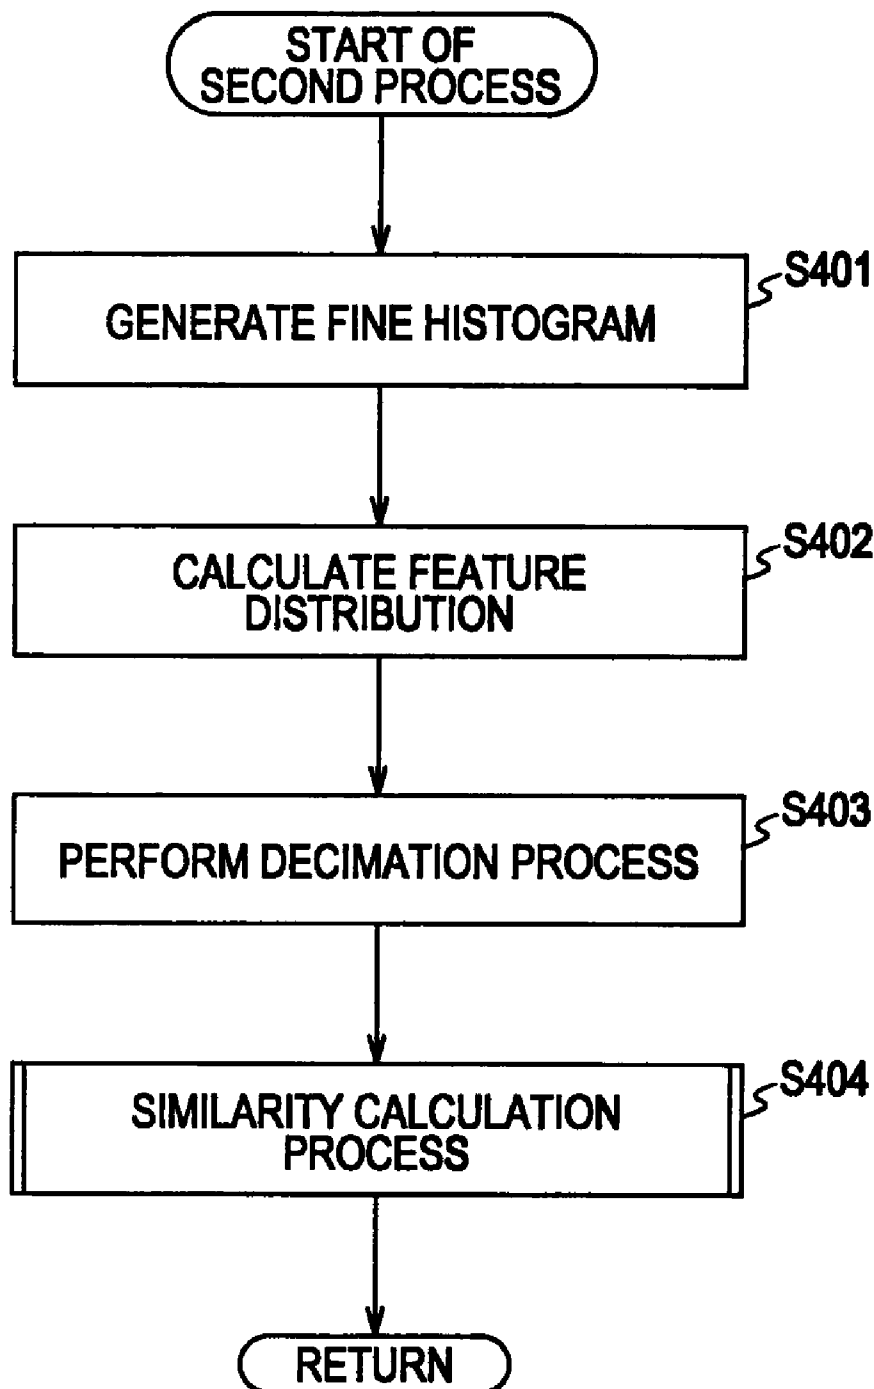 START OF
SECOND PROCESS
S401
GENERATE FINE HISTOGRAM
S402
CALCULATE FEATURE
DISTRIBUTION
S403
PERFORM DECIMATION PROCESS
S404
SIMILARITY CALCULATION
PROCESS
RETURN